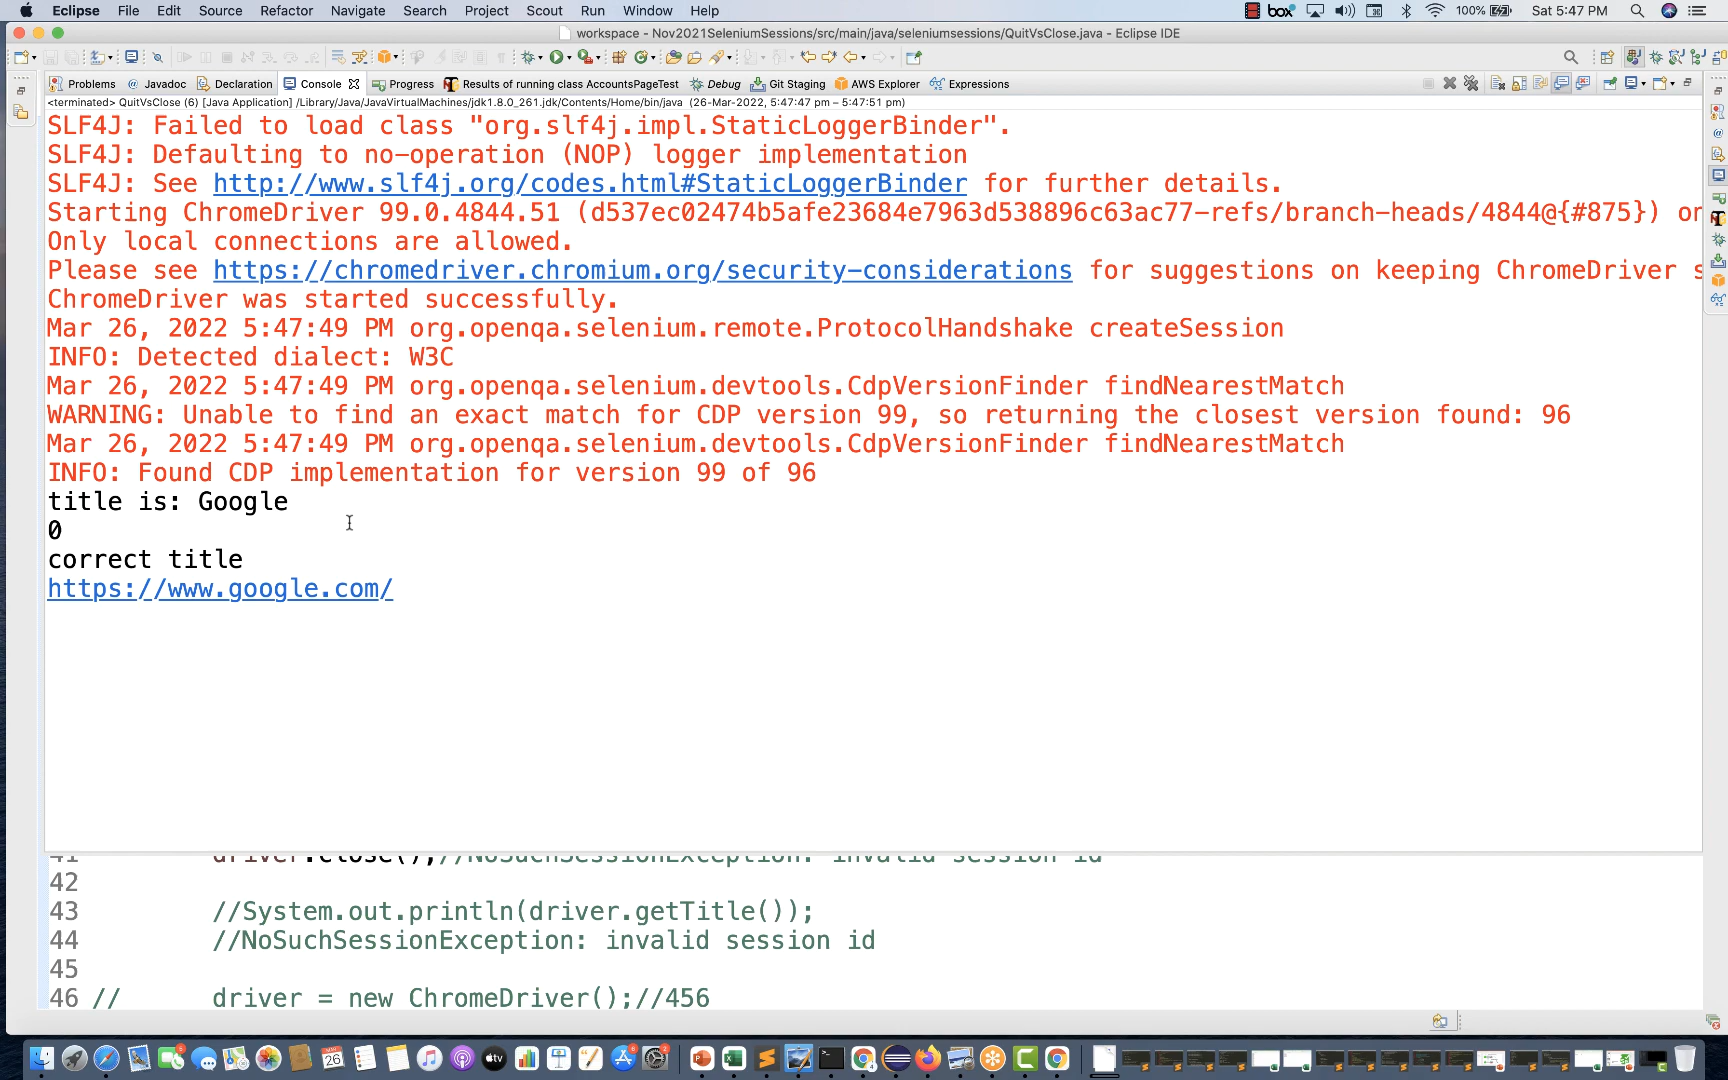 Eclipse File Edit Source Refactor Navigate Search Project Scout Run Window Help box 100% Sat 5:47 PM
workspace - Nov2021SeleniumSessions/src/main/java/seleniumsessions/QuitVsClose.java - Eclipse IDE
Problems Javadoc Declaration Console Progress Results of running class AccountsPageTest Debug Git Staging AWS Explorer Expressions
<terminated> QuitVsClose (6) [Java Application] /Library/Java/JavaVirtualMachines/jdk1.8.0_261.jdk/Contents/Home/bin/java (26-Mar-2022, 5:47:47 pm – 5:47:51 pm)
SLF4J: Failed to load class "org.slf4j.impl.StaticLoggerBinder".
SLF4J: Defaulting to no-operation (NOP) logger implementation
SLF4J: See http://www.slf4j.org/codes.html#StaticLoggerBinder for further details.
Starting ChromeDriver 99.0.4844.51 (d537ec02474b5afe23684e7963d538896c63ac77-refs/branch-heads/4844@{#875}) on
Only local connections are allowed.
Please see https://chromedriver.chromium.org/security-considerations for suggestions on keeping ChromeDriver s
ChromeDriver was started successfully.
Mar 26, 2022 5:47:49 PM org.openqa.selenium.remote.ProtocolHandshake createSession
INFO: Detected dialect: W3C
Mar 26, 2022 5:47:49 PM org.openqa.selenium.devtools.CdpVersionFinder findNearestMatch
WARNING: Unable to find an exact match for CDP version 99, so returning the closest version found: 96
Mar 26, 2022 5:47:49 PM org.openqa.selenium.devtools.CdpVersionFinder findNearestMatch
INFO: Found CDP implementation for version 99 of 96
title is: Google
0
correct title
https://www.google.com/
41 driver.close();//NoSuchSessionException: invalid session id
42
43 //System.out.println(driver.getTitle());
44 //NoSuchSessionException: invalid session id
45
46 // driver = new ChromeDriver();//456